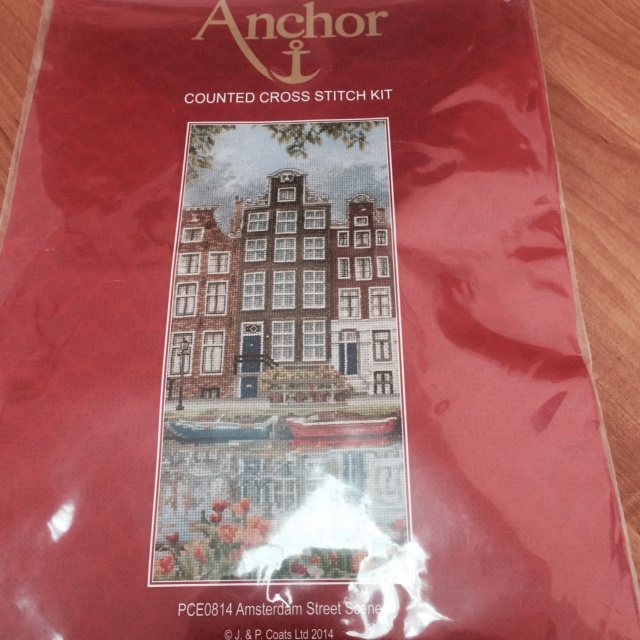 Anchor
COUNTED CROSS STITCH KIT
PCE0814 Amsterdam Street Scene
© J. & P. Coats Ltd 2014